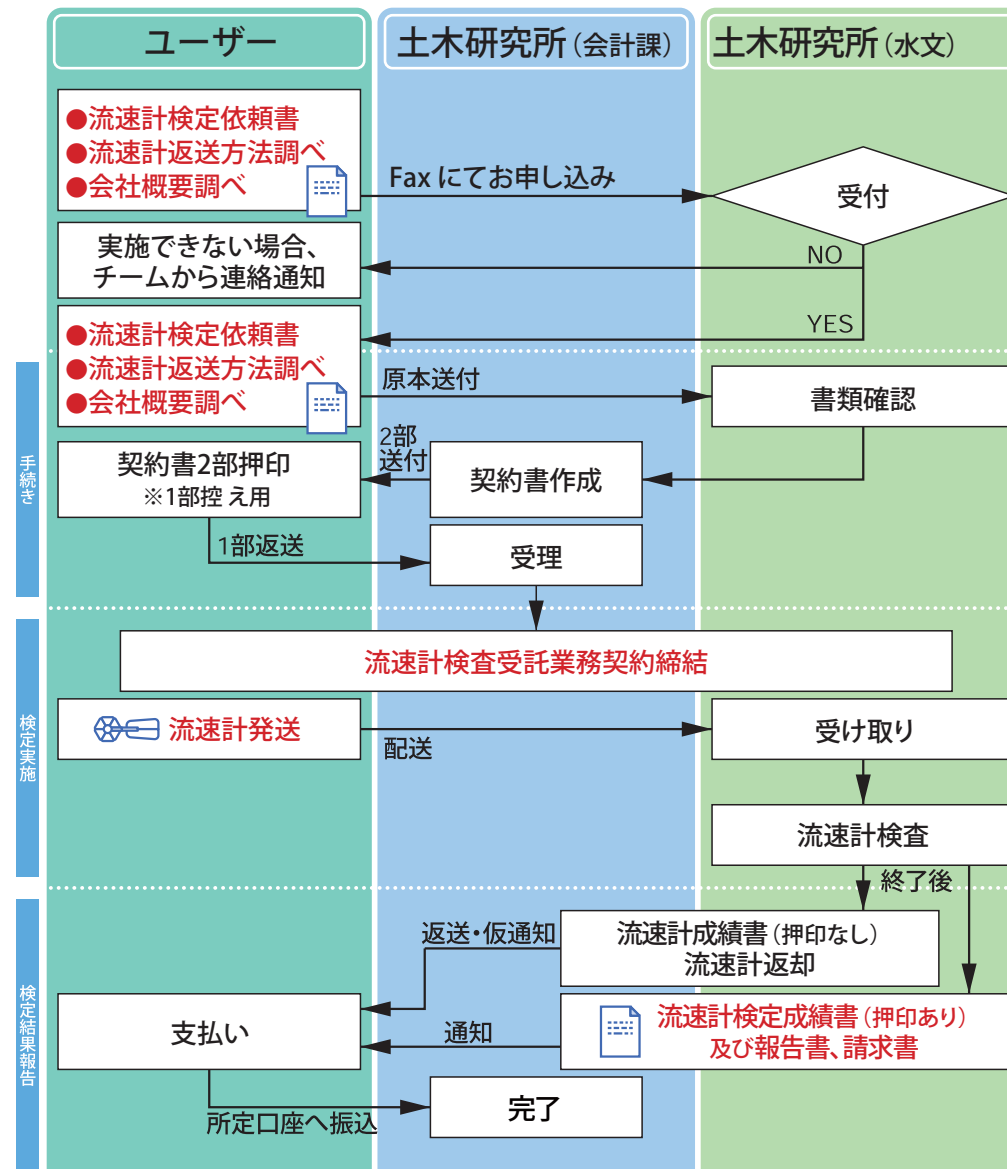 ユーザー
土木研究所（会計課）
土木研究所（水文）
●流速計検定依頼書
●流速計返送方法調べ
●会社概要調べ
Fax にてお申し込み
受付
実施できない場合、
チームから連絡通知
NO
YES
●流速計検定依頼書
●流速計返送方法調べ
●会社概要調べ
原本送付
書類確認
手続き
契約書2部押印
※1部控え用
2部
送付
契約書作成
1部返送
受理
流速計検査受託業務契約締結
検定実施
流速計発送
配送
受け取り
流速計検査
終了後
検定結果報告
返送・仮通知
流速計成績書（押印なし）
流速計返却
支払い
通知
流速計検定成績書（押印あり）
及び報告書、請求書
所定口座へ振込
完了